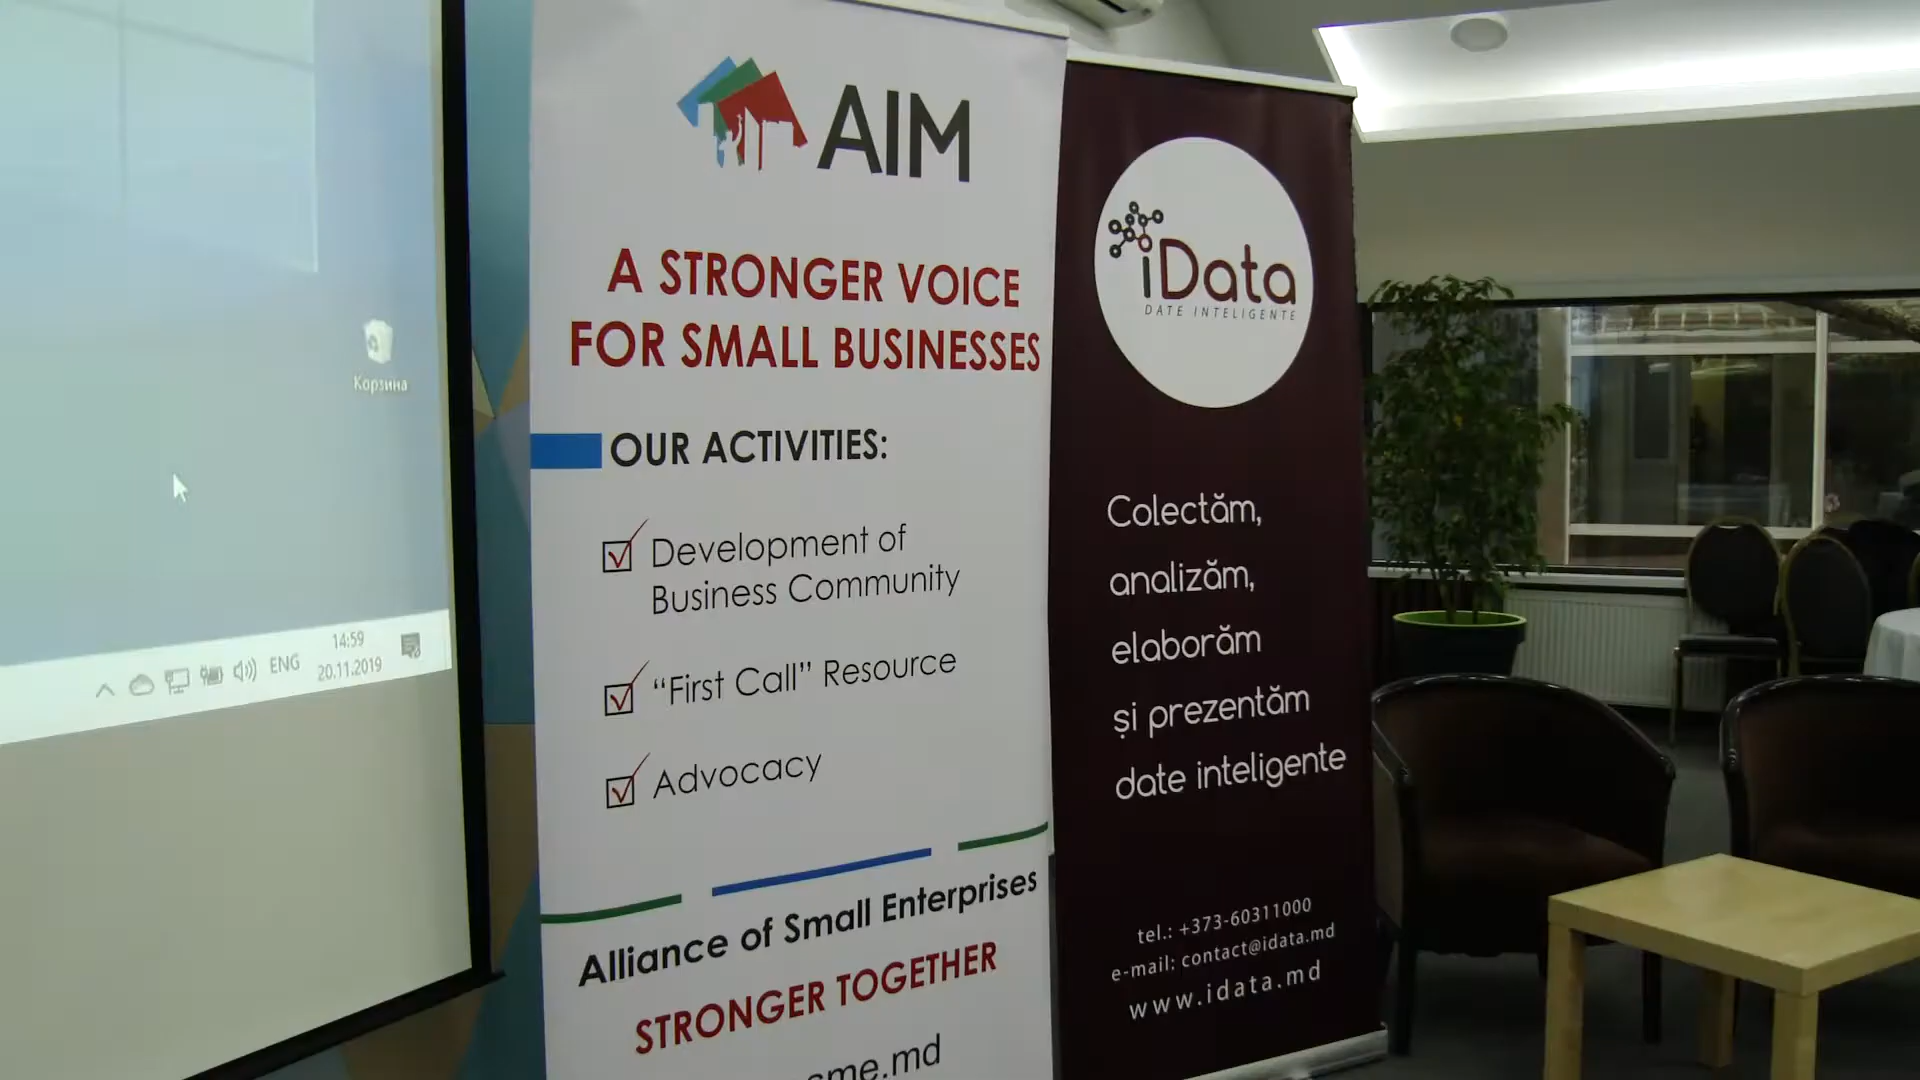 Корзина
ENG
14:59
20.11.2019
AIM
A STRONGER VOICE
FOR SMALL BUSINESSES
OUR ACTIVITIES:
Development of
Business Community
“First Call” Resource
Advocacy
Alliance of Small Enterprises
STRONGER TOGETHER
sme.md
iData
DATE INTELIGENTE
Colectăm,
analizăm,
elaborăm
și prezentăm
date inteligente
tel.: +373-60311000
e-mail: contact@idata.md
www.idata.md